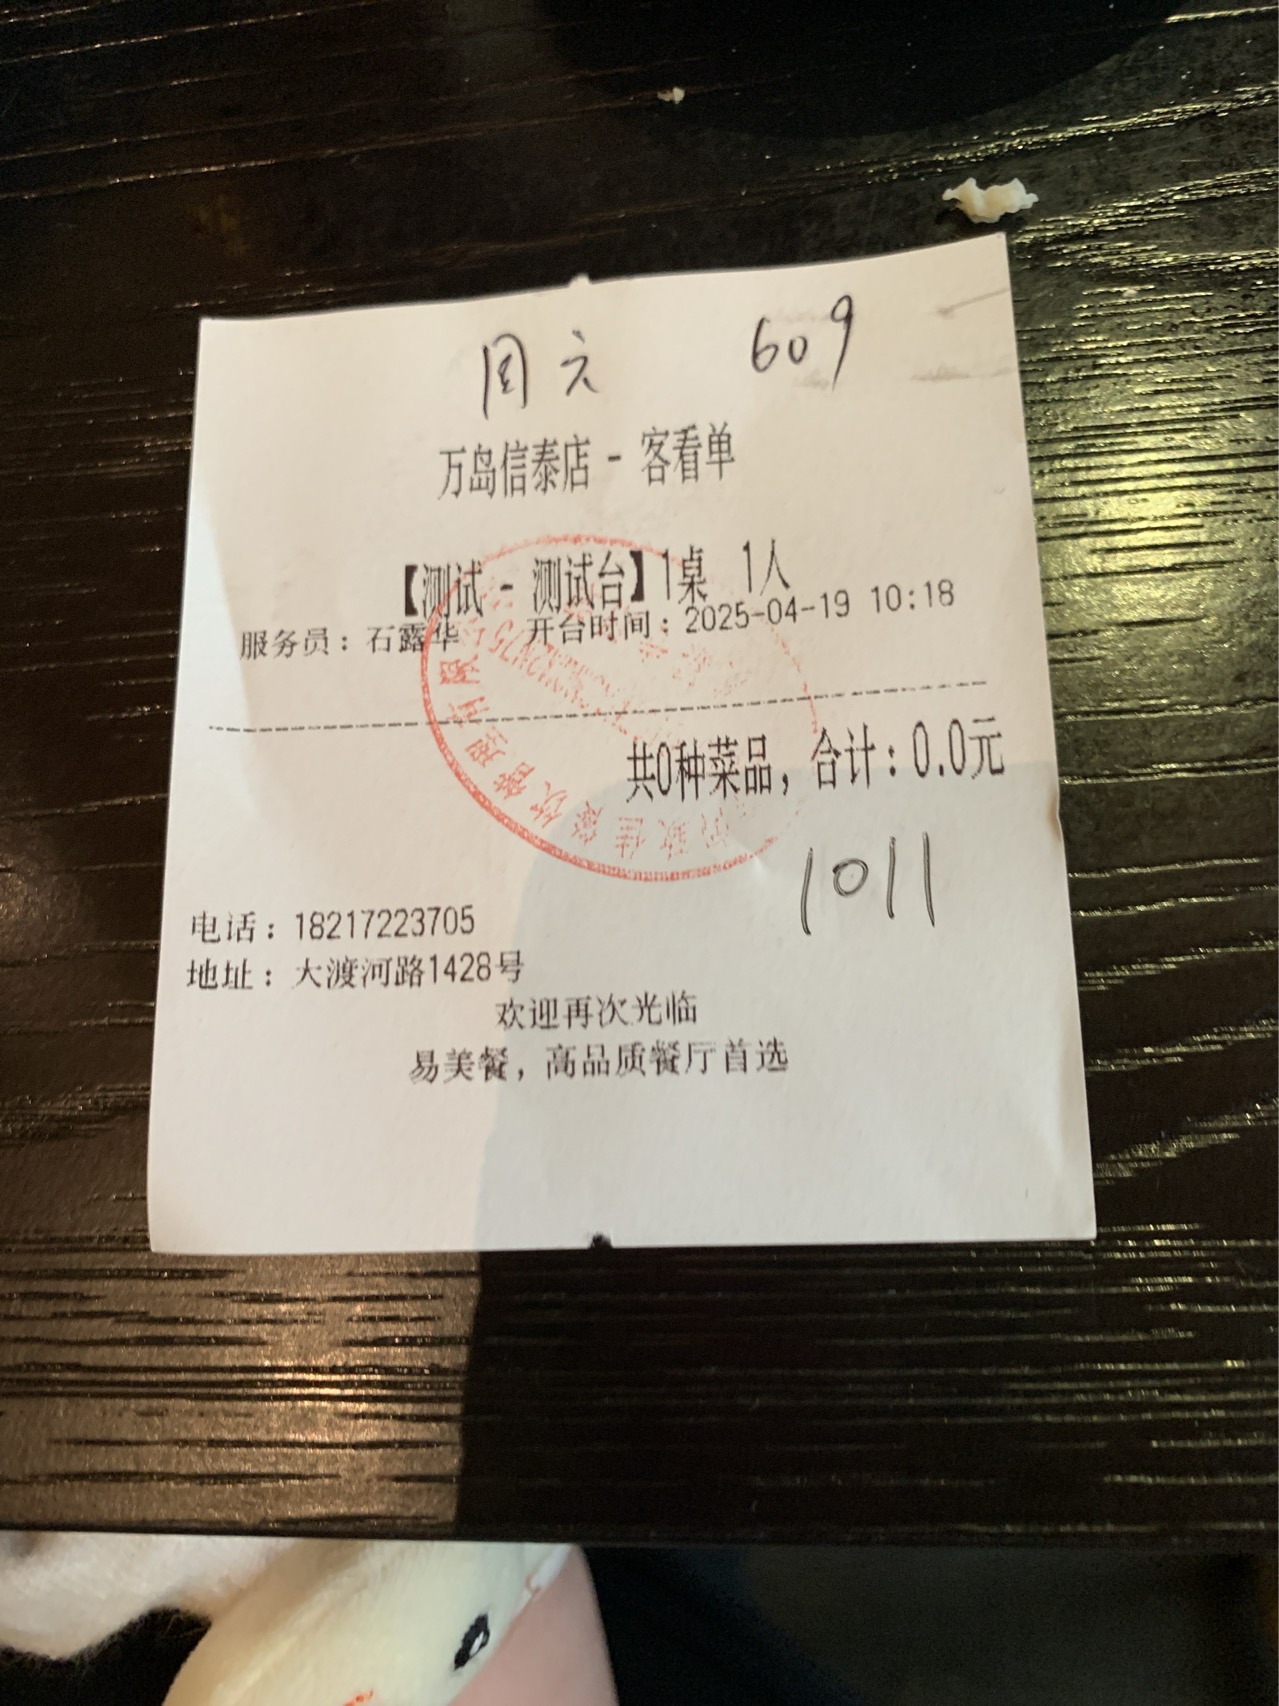 周六 609
万岛信泰店 - 客看单
【测试 - 测试台】1桌 1人
服务员：石露华 开台时间：2025-04-19 10:18
共0种菜品，合计：0.0元
1011
电话：18217223705
地址：大渡河路1428号
欢迎再次光临
易美餐，高品质餐厅首选